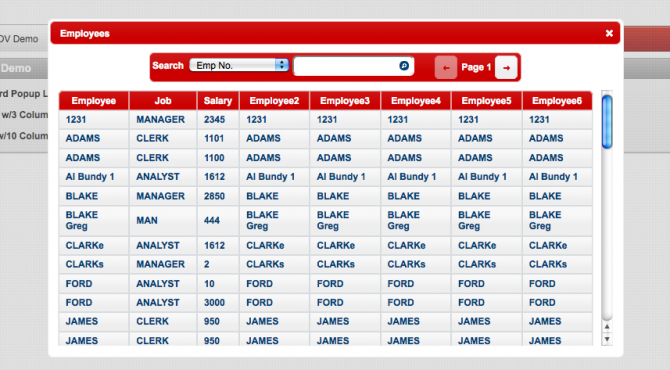 Employees ×
OV Demo
Search Emp No. ← Page 1 →
Demo
rd Popup L
w/3 Colum
w/10 Colum
Employee Job Salary Employee2 Employee3 Employee4 Employee5 Employee6
1231 MANAGER 2345 1231 1231 1231 1231 1231
ADAMS CLERK 1101 ADAMS ADAMS ADAMS ADAMS ADAMS
ADAMS CLERK 1100 ADAMS ADAMS ADAMS ADAMS ADAMS
Al Bundy 1 ANALYST 1612 Al Bundy 1 Al Bundy 1 Al Bundy 1 Al Bundy 1 Al Bundy 1
BLAKE MANAGER 2850 BLAKE BLAKE BLAKE BLAKE BLAKE
BLAKE Greg MAN 444 BLAKE Greg BLAKE Greg BLAKE Greg BLAKE Greg BLAKE Greg
CLARKe ANALYST 1612 CLARKe CLARKe CLARKe CLARKe CLARKe
CLARKs MANAGER 2 CLARKs CLARKs CLARKs CLARKs CLARKs
FORD ANALYST 10 FORD FORD FORD FORD FORD
FORD ANALYST 3000 FORD FORD FORD FORD FORD
JAMES CLERK 950 JAMES JAMES JAMES JAMES JAMES
JAMES CLERK 950 JAMES JAMES JAMES JAMES JAMES